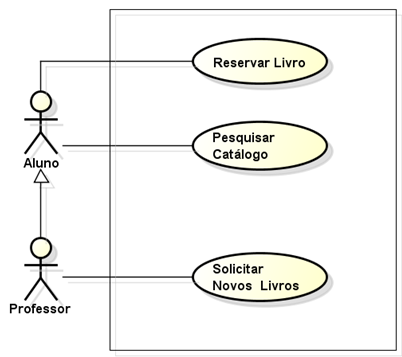 Reservar Livro
Pesquisar
Catálogo
Aluno
Solicitar
Novos Livros
Professor